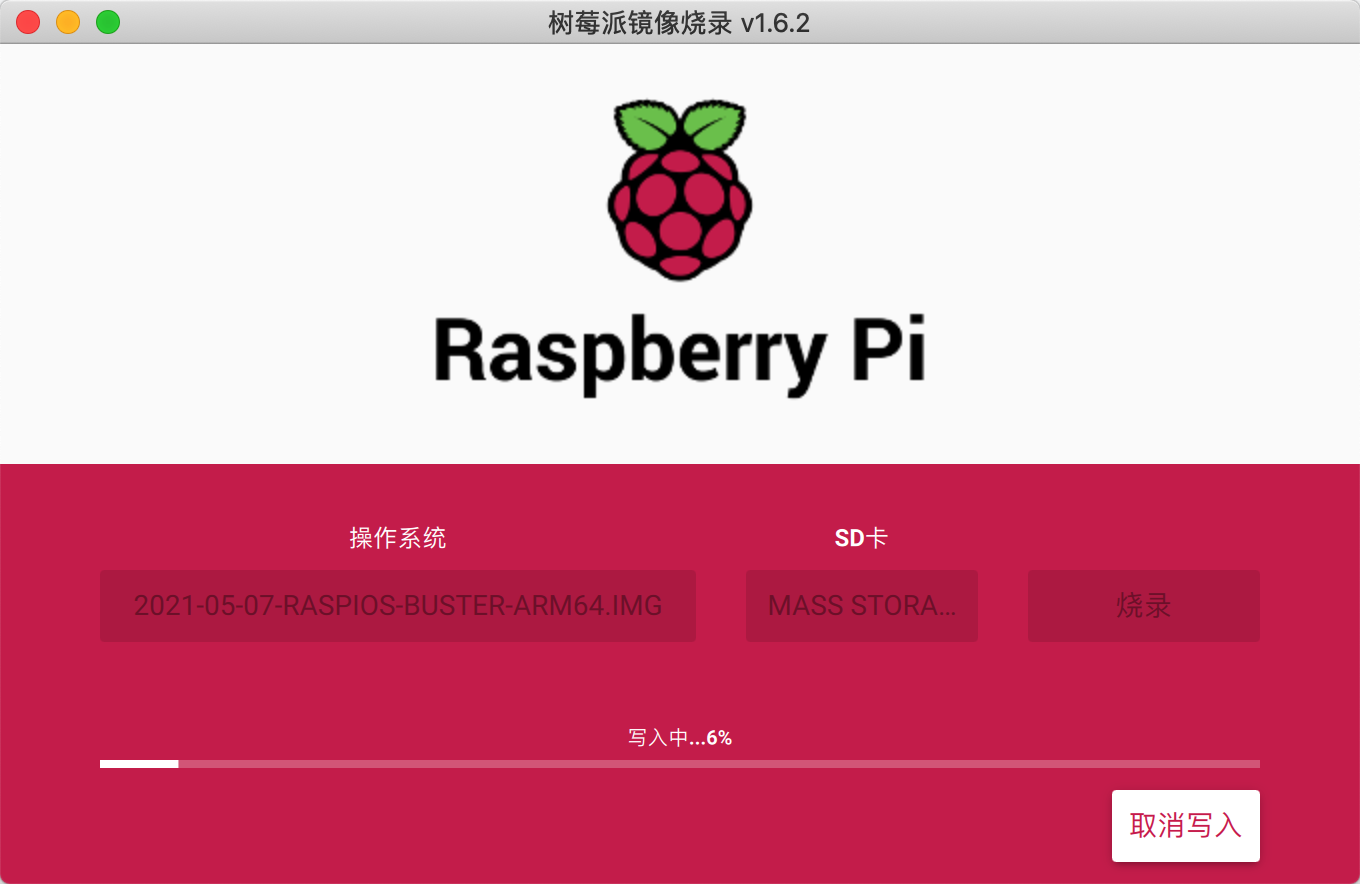 树莓派镜像烧录 v1.6.2
Raspberry Pi
操作系统
SD卡
2021-05-07-RASPIOS-BUSTER-ARM64.IMG
MASS STORA...
烧录
写入中...6%
取消写入